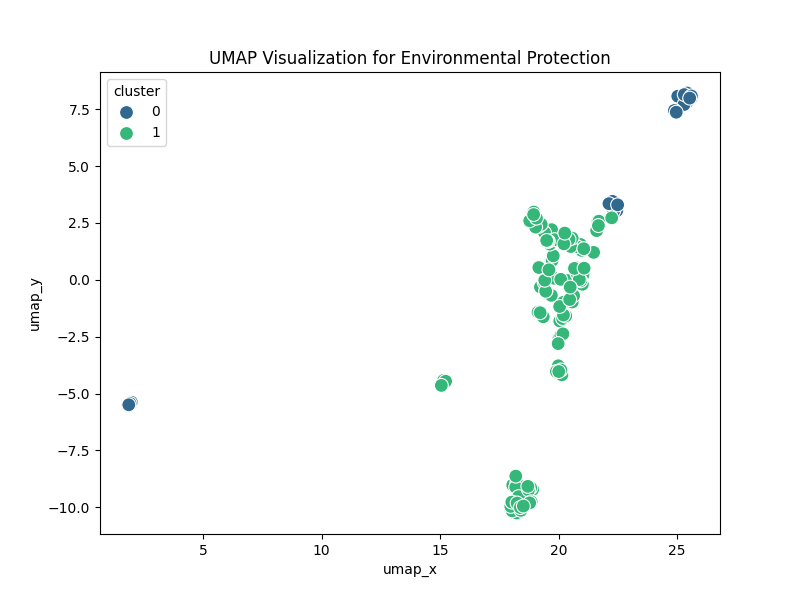 UMAP Visualization for Environmental Protection
cluster
0
1
7.5
5.0
2.5
0.0
−2.5
−5.0
−7.5
−10.0
umap_y
5 10 15 20 25
umap_x